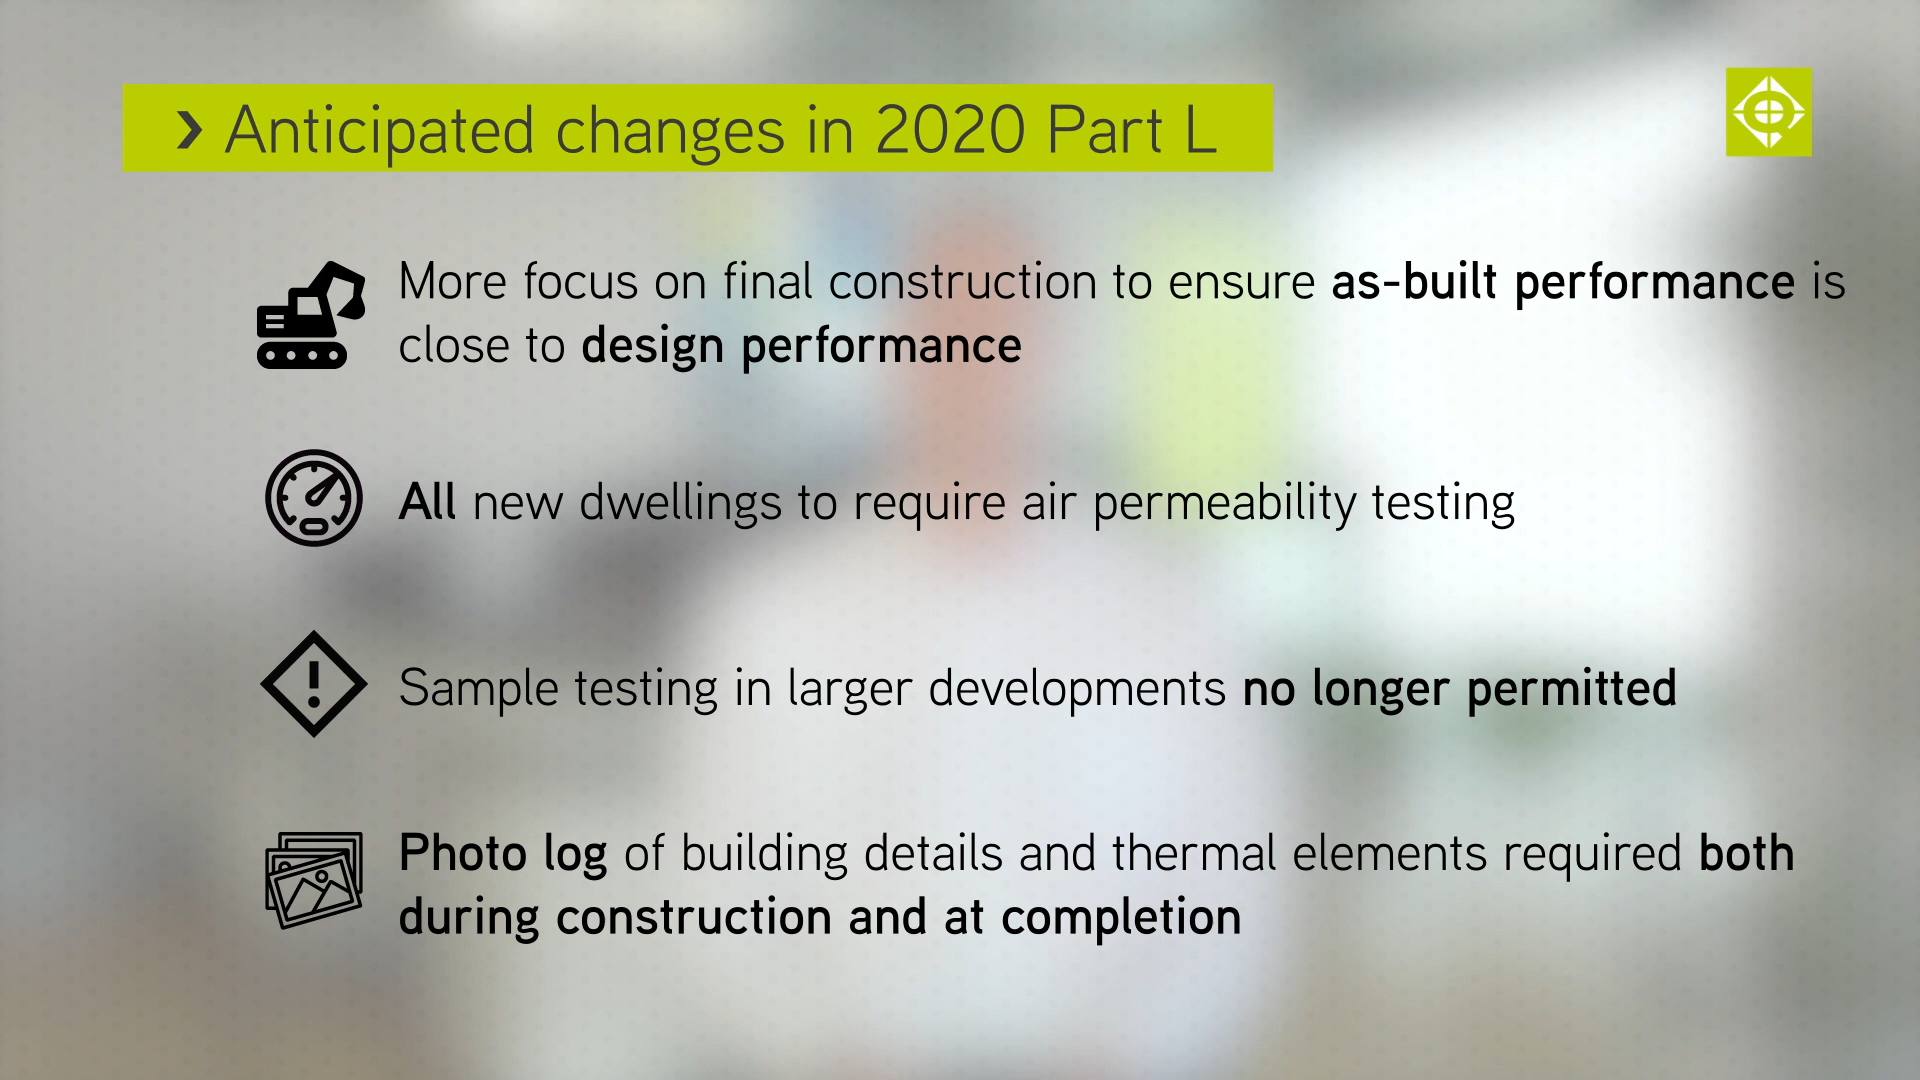 › Anticipated changes in 2020 Part L
More focus on final construction to ensure as-built performance is
close to design performance
All new dwellings to require air permeability testing
Sample testing in larger developments no longer permitted
Photo log of building details and thermal elements required both
during construction and at completion